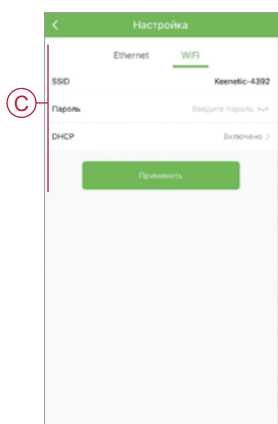 Настройка
Ethernet WiFi
SSID Keenetic-4392
C
Пароль Введите пароль
DHCP Включено >
Применить